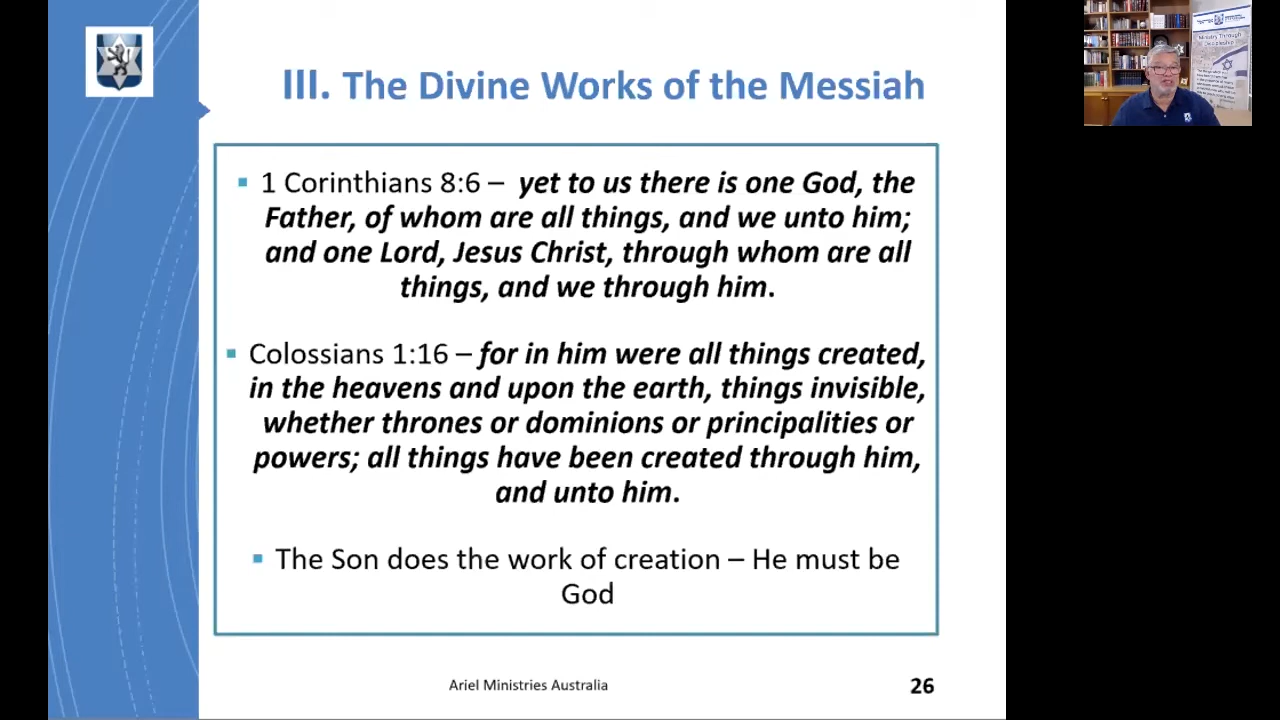 III. The Divine Works of the Messiah
▪ 1 Corinthians 8:6 – yet to us there is one God, the
Father, of whom are all things, and we unto him;
and one Lord, Jesus Christ, through whom are all
things, and we through him.
▪ Colossians 1:16 – for in him were all things created,
in the heavens and upon the earth, things invisible,
whether thrones or dominions or principalities or
powers; all things have been created through him,
and unto him.
▪ The Son does the work of creation – He must be
God
Ariel Ministries Australia
26
Ministry Through